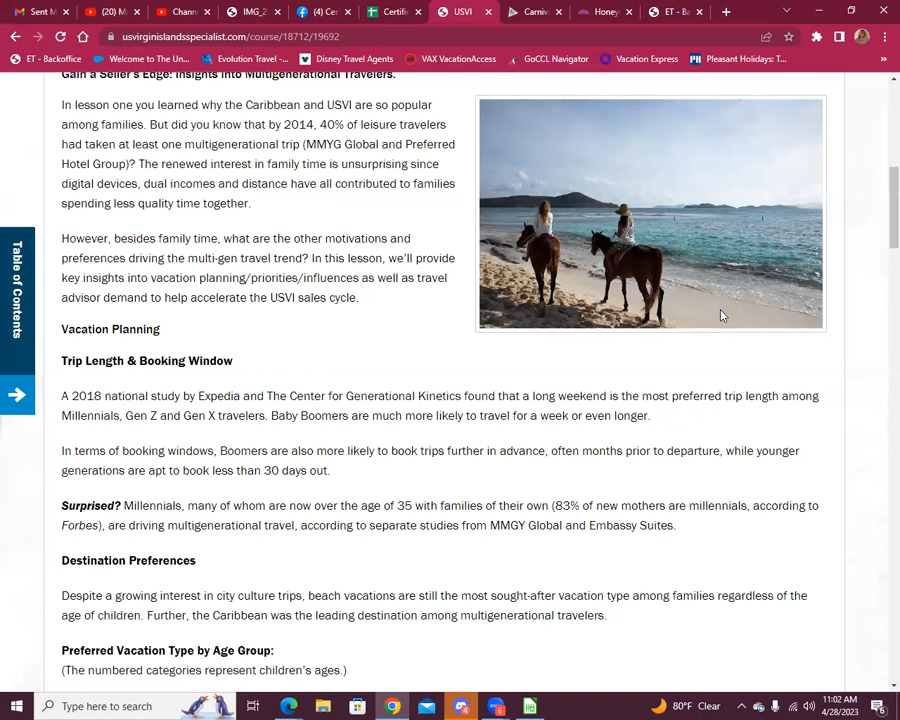 Sent M
(20) M
Chann
IMG_2
(4) Cer
Certific
USVI
Carniv
Honey
ET - Ba
usvirginislandsspecialist.com/course/18712/19692
ET - Backoffice
Welcome to The Un...
Evolution Travel -...
Disney Travel Agents
VAX VacationAccess
GoCCL Navigator
Vacation Express
Pleasant Holidays: T...
Gain a Seller's Edge: Insights into Multigenerational Travelers.
In lesson one you learned why the Caribbean and USVI are so popular
among families. But did you know that by 2014, 40% of leisure travelers
had taken at least one multigenerational trip (MMYG Global and Preferred
Hotel Group)? The renewed interest in family time is unsurprising since
digital devices, dual incomes and distance have all contributed to families
spending less quality time together.
However, besides family time, what are the other motivations and
preferences driving the multi-gen travel trend? In this lesson, we'll provide
key insights into vacation planning/priorities/influences as well as travel
advisor demand to help accelerate the USVI sales cycle.
Table of Contents
Vacation Planning
Trip Length & Booking Window
A 2018 national study by Expedia and The Center for Generational Kinetics found that a long weekend is the most preferred trip length among
Millennials, Gen Z and Gen X travelers. Baby Boomers are much more likely to travel for a week or even longer.
In terms of booking windows, Boomers are also more likely to book trips further in advance, often months prior to departure, while younger
generations are apt to book less than 30 days out.
Surprised? Millennials, many of whom are now over the age of 35 with families of their own (83% of new mothers are millennials, according to
Forbes), are driving multigenerational travel, according to separate studies from MMGY Global and Embassy Suites.
Destination Preferences
Despite a growing interest in city culture trips, beach vacations are still the most sought-after vacation type among families regardless of the
age of children. Further, the Caribbean was the leading destination among multigenerational travelers.
Preferred Vacation Type by Age Group:
(The numbered categories represent children's ages.)
Type here to search
80°F Clear
11:02 AM
4/28/2023